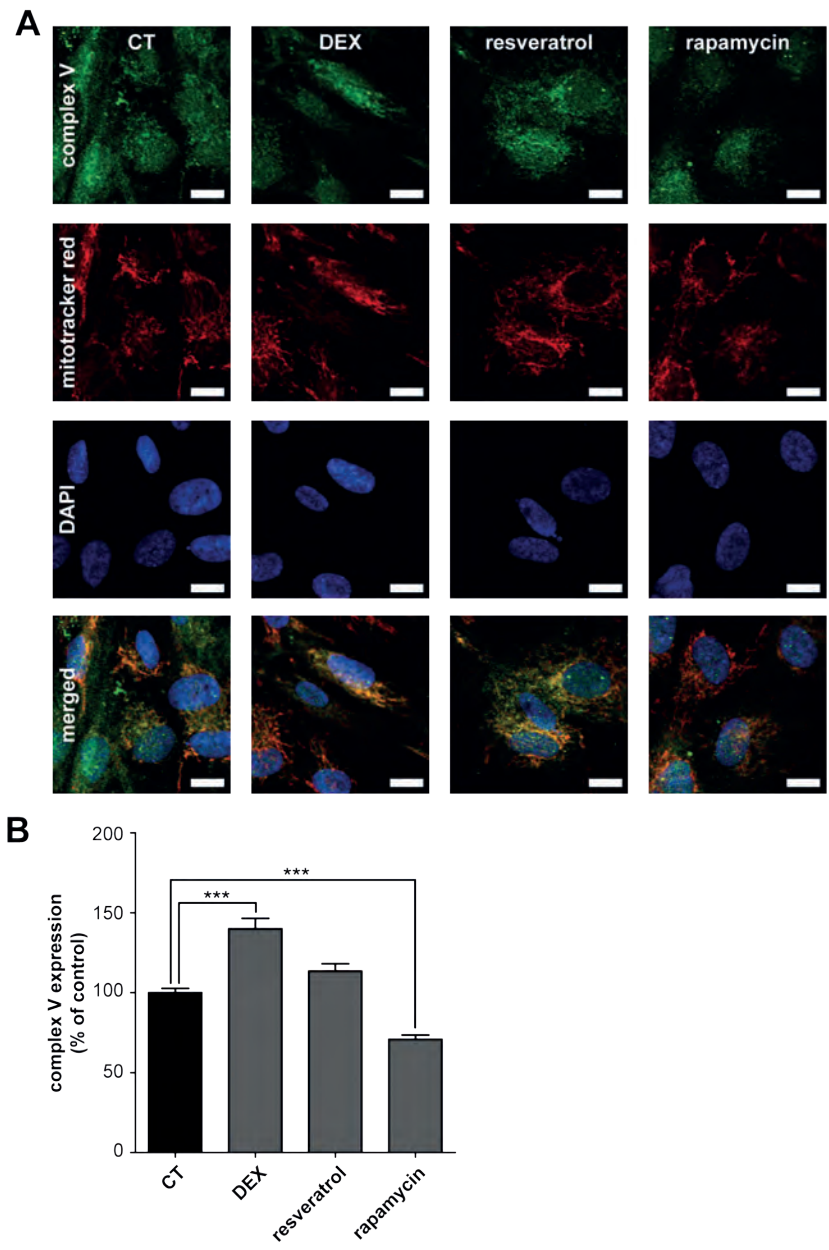 A
CT
DEX
resveratrol
rapamycin
complex V
mitotracker red
DAPI
merged
B
complex V expression
(% of control)
200
150
100
50
0
***
***
CT
DEX
resveratrol
rapamycin